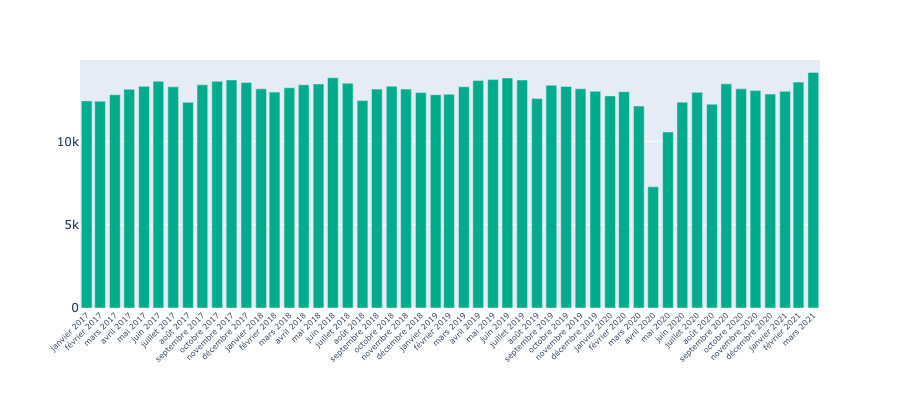 10k
5k
0
janvier 2017
février 2017
mars 2017
avril 2017
mai 2017
juin 2017
juillet 2017
août 2017
septembre 2017
octobre 2017
novembre 2017
décembre 2017
janvier 2018
février 2018
mars 2018
avril 2018
mai 2018
juin 2018
juillet 2018
août 2018
septembre 2018
octobre 2018
novembre 2018
décembre 2018
janvier 2019
février 2019
mars 2019
avril 2019
mai 2019
juin 2019
juillet 2019
août 2019
septembre 2019
octobre 2019
novembre 2019
décembre 2019
janvier 2020
février 2020
mars 2020
avril 2020
mai 2020
juin 2020
juillet 2020
août 2020
septembre 2020
octobre 2020
novembre 2020
décembre 2020
janvier 2021
février 2021
mars 2021